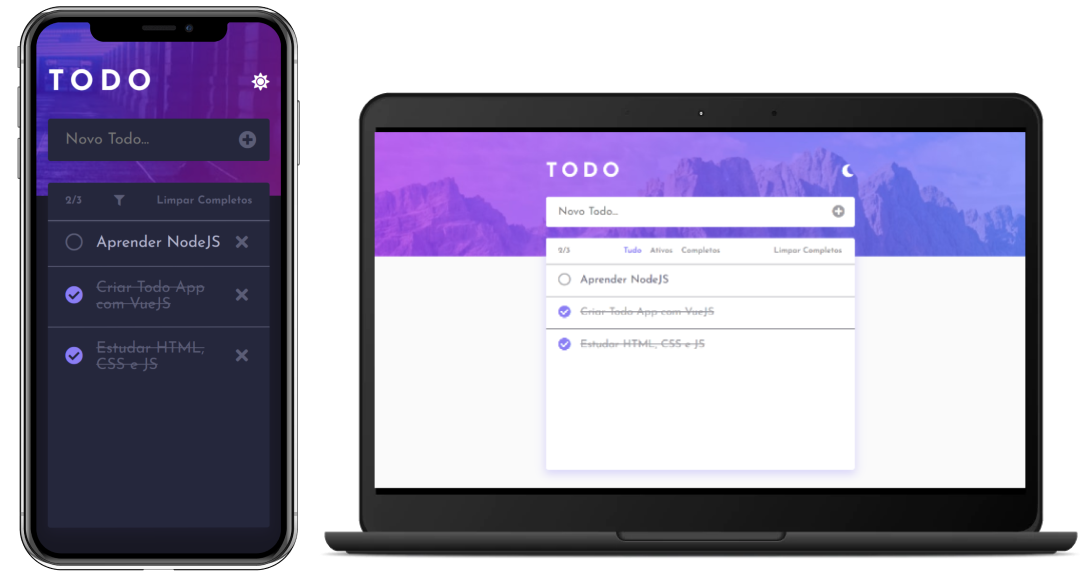 TODO
Novo Todo...
2/3 Limpar Completos
Aprender NodeJS
Criar Todo App
com VueJS
Estudar HTML,
CSS e JS
TODO
Novo Todo...
2/3 Tudo Ativos Completos Limpar Completos
Aprender NodeJS
Criar Todo App com VueJS
Estudar HTML, CSS e JS